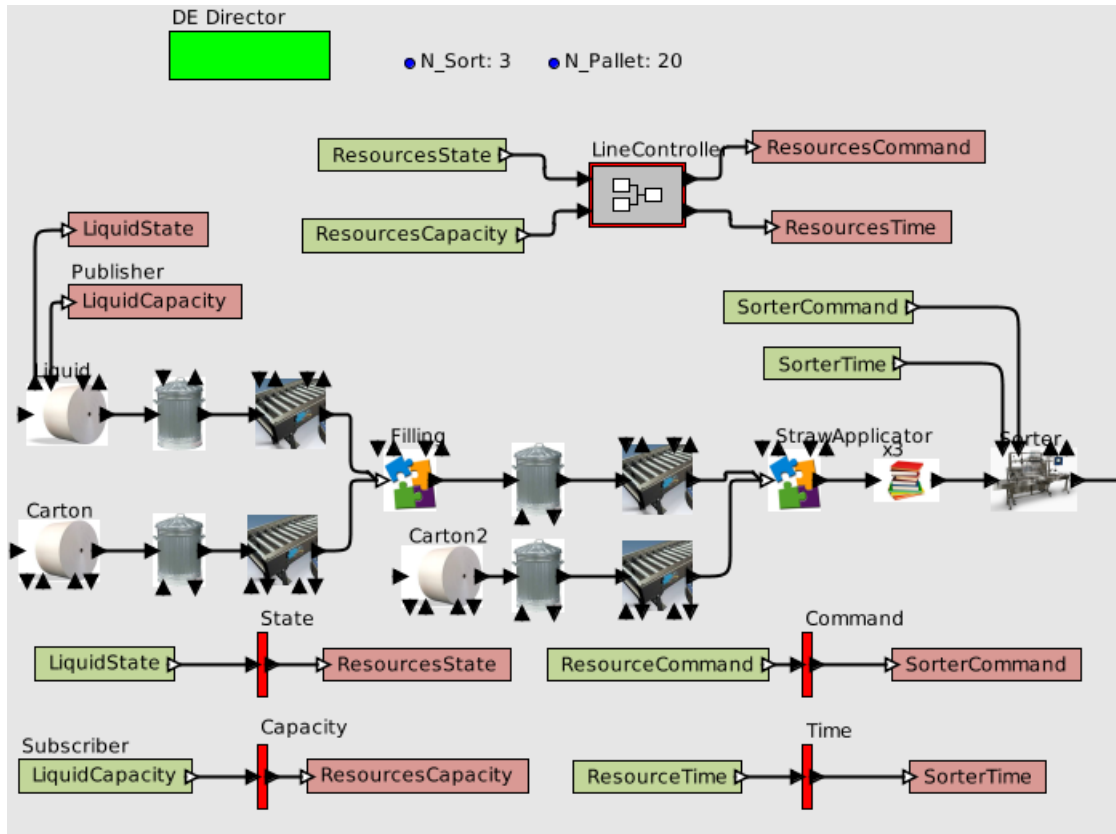 DE Director
N_Sort: 3
N_Pallet: 20
ResourcesState
LineController
ResourcesCommand
ResourcesCapacity
ResourcesTime
LiquidState
Publisher
LiquidCapacity
SorterCommand
SorterTime
Liquid
Filling
StrawApplicator
x3
Sorter
Carton
Carton2
State
LiquidState
ResourcesState
Command
ResourceCommand
SorterCommand
Capacity
Subscriber
LiquidCapacity
ResourcesCapacity
Time
ResourceTime
SorterTime